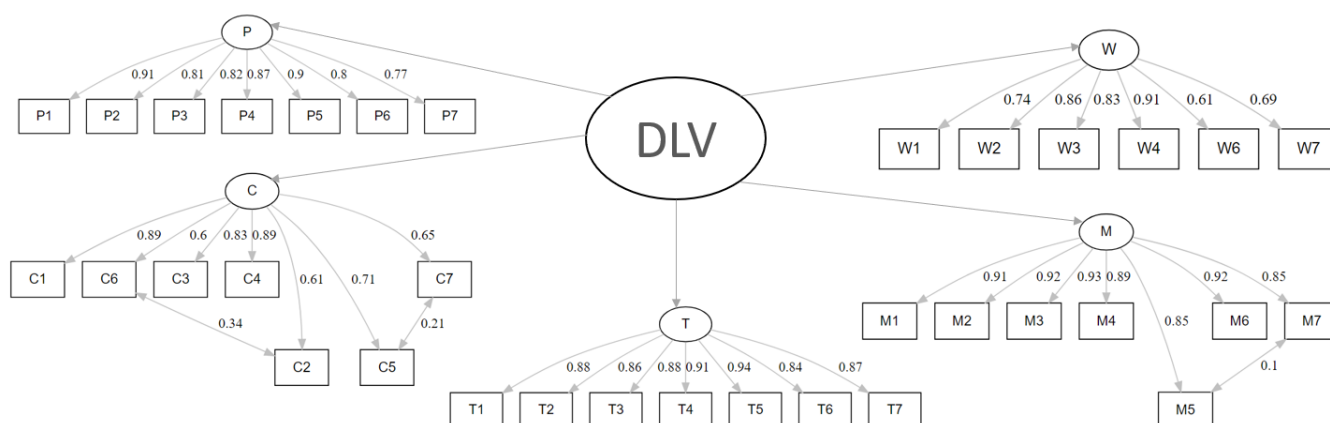 P
0.91 0.81 0.82 0.87 0.9 0.8 0.77
P1 P2 P3 P4 P5 P6 P7
DLV
W
0.74 0.86 0.83 0.91 0.61 0.69
W1 W2 W3 W4 W6 W7
C
0.89 0.6 0.83 0.89 0.61 0.71 0.65
C1 C6 C3 C4 C7
0.34 0.21
C2 C5
M
0.91 0.92 0.93 0.89 0.85 0.92 0.85
M1 M2 M3 M4 M6 M7
0.1
M5
T
0.88 0.86 0.88 0.91 0.94 0.84 0.87
T1 T2 T3 T4 T5 T6 T7